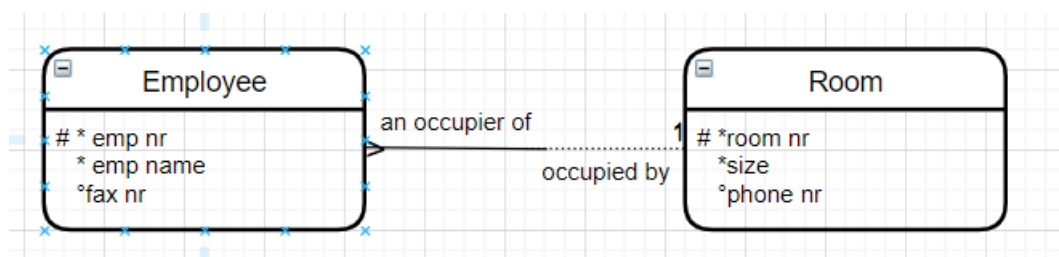 Employee
# * emp nr
* emp name
°fax nr
an occupier of
occupied by
1
Room
# *room nr
*size
°phone nr